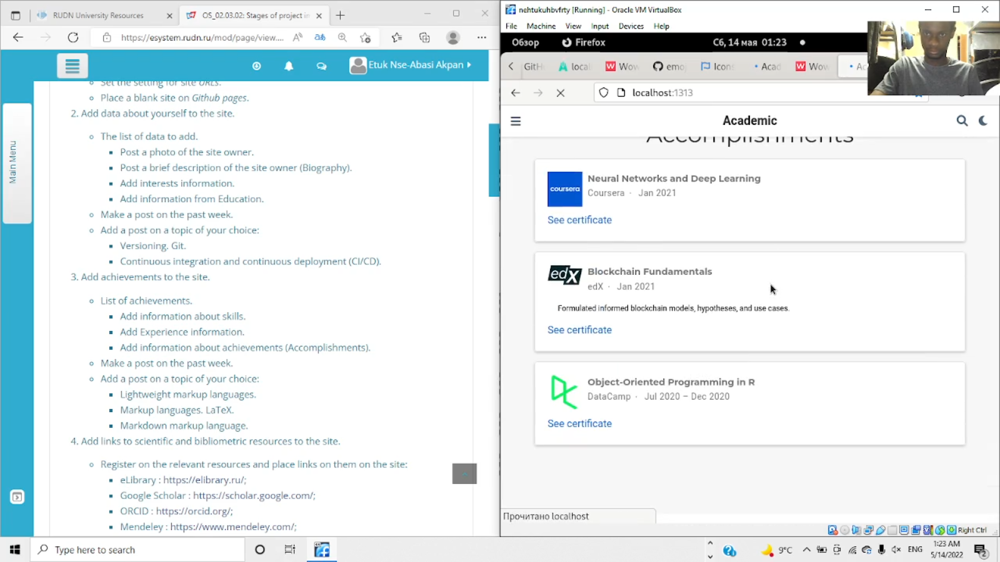 RUDN University Resources
OS_02.03.02: Stages of project in
https://esystem.rudn.ru/mod/page/view....
Etuk Nse-Abasi Akpan
Main Menu
Set the setting for site URLs.
Place a blank site on Github pages.
2. Add data about yourself to the site.
The list of data to add.
Post a photo of the site owner.
Post a brief description of the site owner (Biography).
Add interests information.
Add information from Education.
Make a post on the past week.
Add a post on a topic of your choice:
Versioning. Git.
Continuous integration and continuous deployment (CI/CD).
3. Add achievements to the site.
List of achievements.
Add information about skills.
Add Experience information.
Add information about achievements (Accomplishments).
Make a post on the past week.
Add a post on a topic of your choice:
Lightweight markup languages.
Markup languages. LaTeX.
Markdown markup language.
4. Add links to scientific and bibliometric resources to the site.
Register on the relevant resources and place links on them on the site:
eLibrary : https://elibrary.ru/;
Google Scholar : https://scholar.google.com/;
ORCID : https://orcid.org/;
Mendeley : https://www.mendeley.com/;
nehtukuhbvfrty [Running] - Oracle VM VirtualBox
File Machine View Input Devices Help
Обзор Firefox Сб, 14 мая 01:23
GitH local Wow emo Icons Acad Wow Ac
localhost:1313
Academic
Accomplishments
coursera
Neural Networks and Deep Learning
Coursera · Jan 2021
See certificate
edX
Blockchain Fundamentals
edX · Jan 2021
Formulated informed blockchain models, hypotheses, and use cases.
See certificate
Object-Oriented Programming in R
DataCamp · Jul 2020 – Dec 2020
See certificate
Прочитано localhost
Right Ctrl
Type here to search
9°C
ENG
1:23 AM
5/14/2022
2